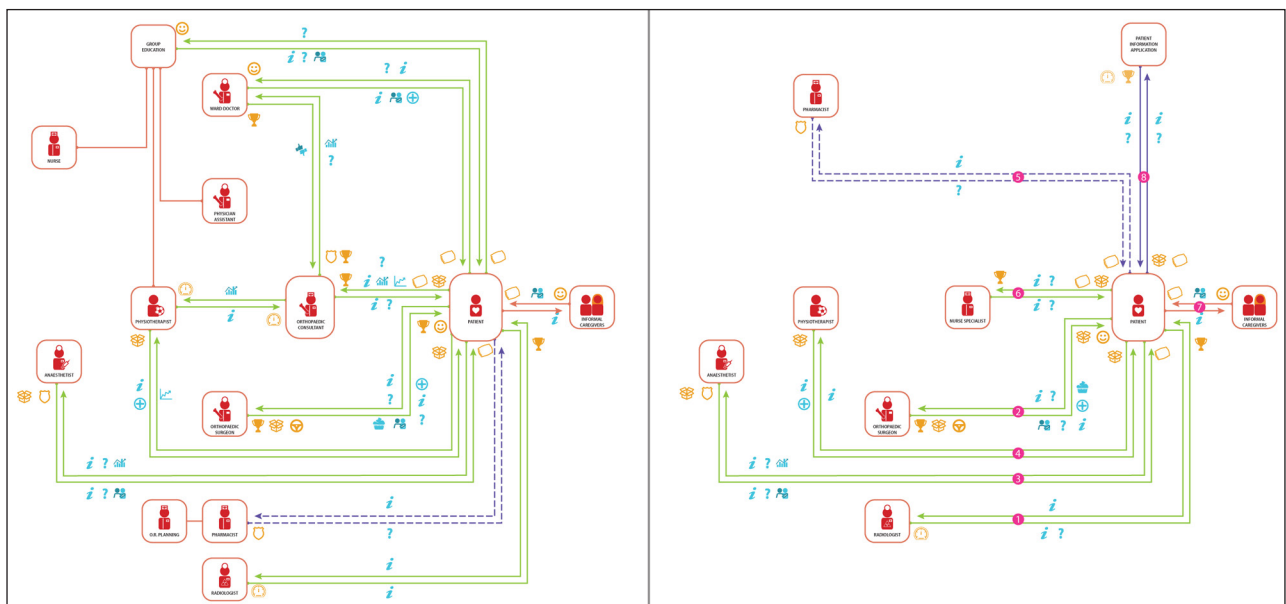 GROUP
EDUCATION
?
i ? 
WARD DOCTOR
? i
i
NURSE
?
PHYSICIAN
ASSISTANT
?
i
PHYSIOTHERAPIST
i
ORTHOPAEDIC
CONSULTANT
i ?
PATIENT
i
INFORMAL
CAREGIVERS
ANAESTHETIST
i
i
?
i
?
ORTHOPAEDIC
SURGEON
i ?
i ?
O.R. PLANNING
PHARMACIST
i
?
RADIOLOGIST
i
i
PATIENT
INFORMATION
APPLICATION
PHARMACIST
i i
? ?
i
5
8
?
i ?
6
i ?
NURSE SPECIALIST
PHYSIOTHERAPIST
PATIENT
7
i
INFORMAL
CAREGIVERS
ANAESTHETIST
i
i ?
2
? i
ORTHOPAEDIC
SURGEON
4
i ?
3
i ?
i
1
i ?
RADIOLOGIST